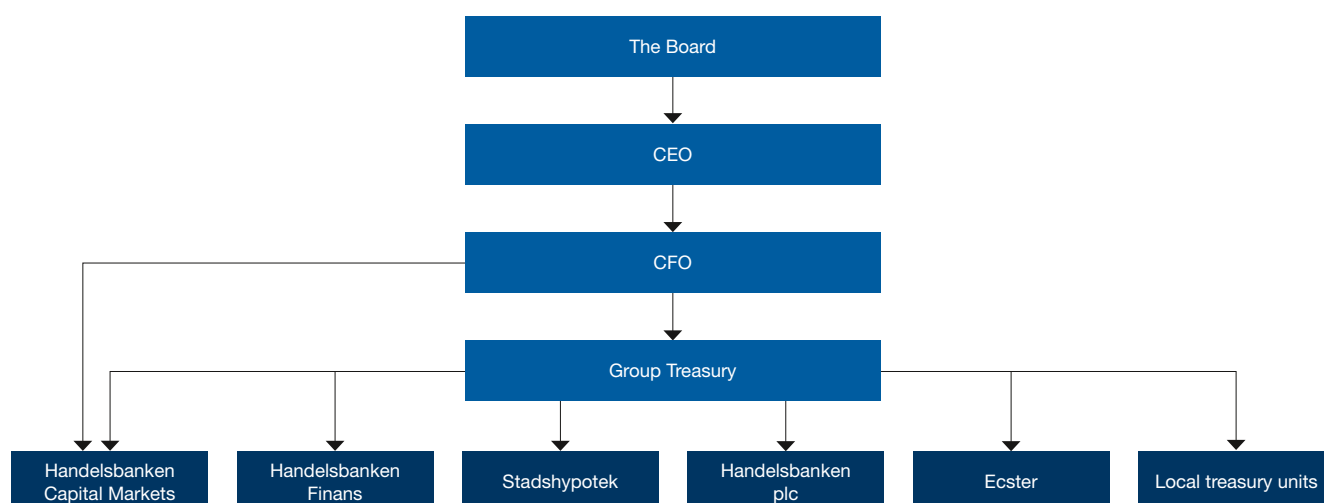 The Board
CEO
CFO
Group Treasury
Handelsbanken
Capital Markets
Handelsbanken
Finans
Stadshypotek
Handelsbanken
plc
Ecster
Local treasury units